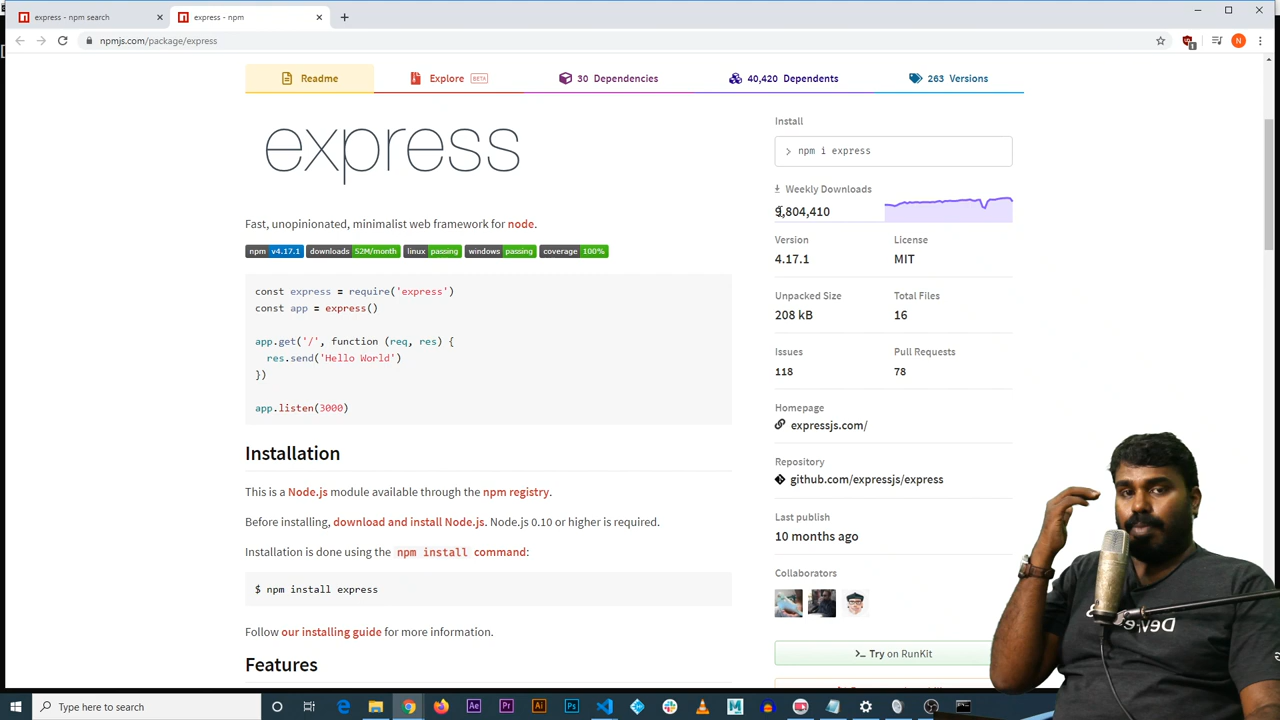 express - npm search
express - npm
npmjs.com/package/express
N
1
Readme
Explore BETA
30 Dependencies
40,420 Dependents
263 Versions
express
Fast, unopinionated, minimalist web framework for node.
npm v4.17.1 downloads 52M/month linux passing windows passing coverage 100%
const express = require('express')
const app = express()
app.get('/', function (req, res) {
res.send('Hello World')
})
app.listen(3000)
Installation
This is a Node.js module available through the npm registry.
Before installing, download and install Node.js. Node.js 0.10 or higher is required.
Installation is done using the npm install command:
$ npm install express
Follow our installing guide for more information.
Features
Install
npm i express
Weekly Downloads
9,804,410
Version
4.17.1
License
MIT
Unpacked Size
208 kB
Total Files
16
Issues
118
Pull Requests
78
Homepage
expressjs.com/
Repository
github.com/expressjs/express
Last publish
10 months ago
Collaborators
Try on RunKit
Type here to search
Ae
Pr
Ai
Ps